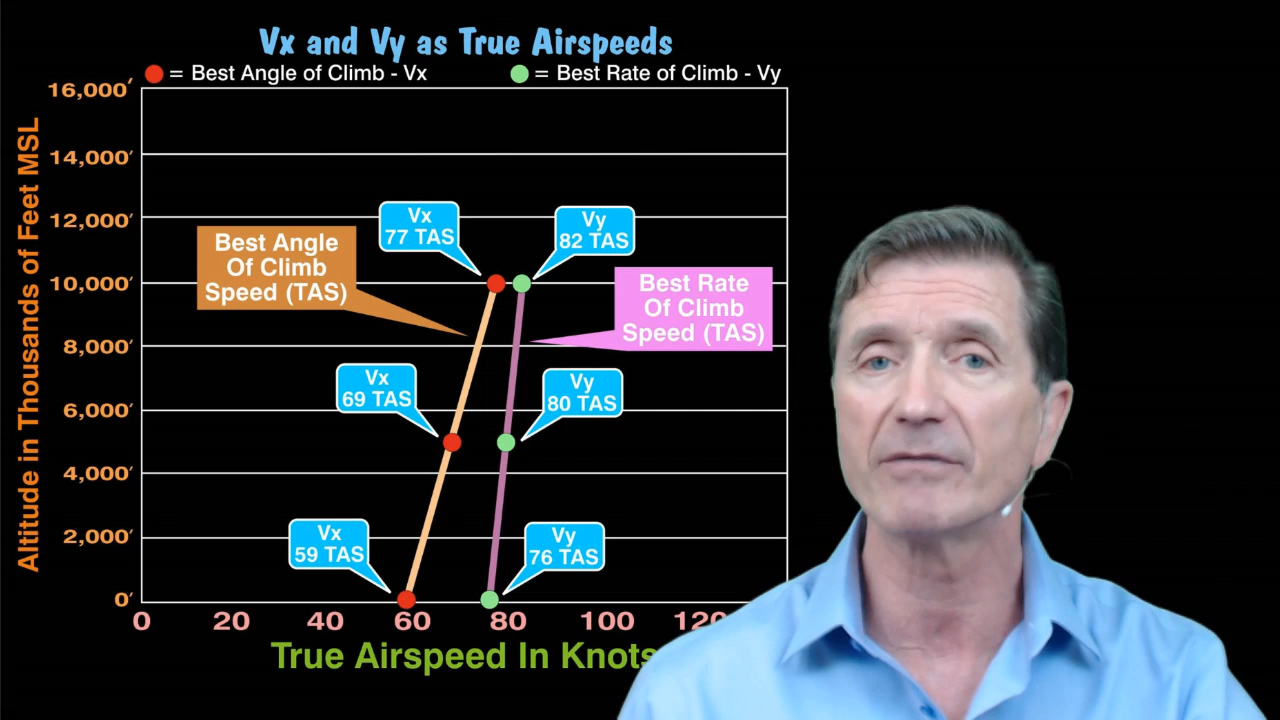 Vx and Vy as True Airspeeds
= Best Angle of Climb - Vx
= Best Rate of Climb - Vy
Altitude in Thousands of Feet MSL
16,000′
14,000′
12,000′
10,000′
8,000′
6,000′
4,000′
2,000′
0′
Vx
77 TAS
Vy
82 TAS
Best Angle
Of Climb
Speed (TAS)
Best Rate
Of Climb
Speed (TAS)
Vx
69 TAS
Vy
80 TAS
Vx
59 TAS
Vy
76 TAS
0 20 40 60 80 100 120
True Airspeed In Knots